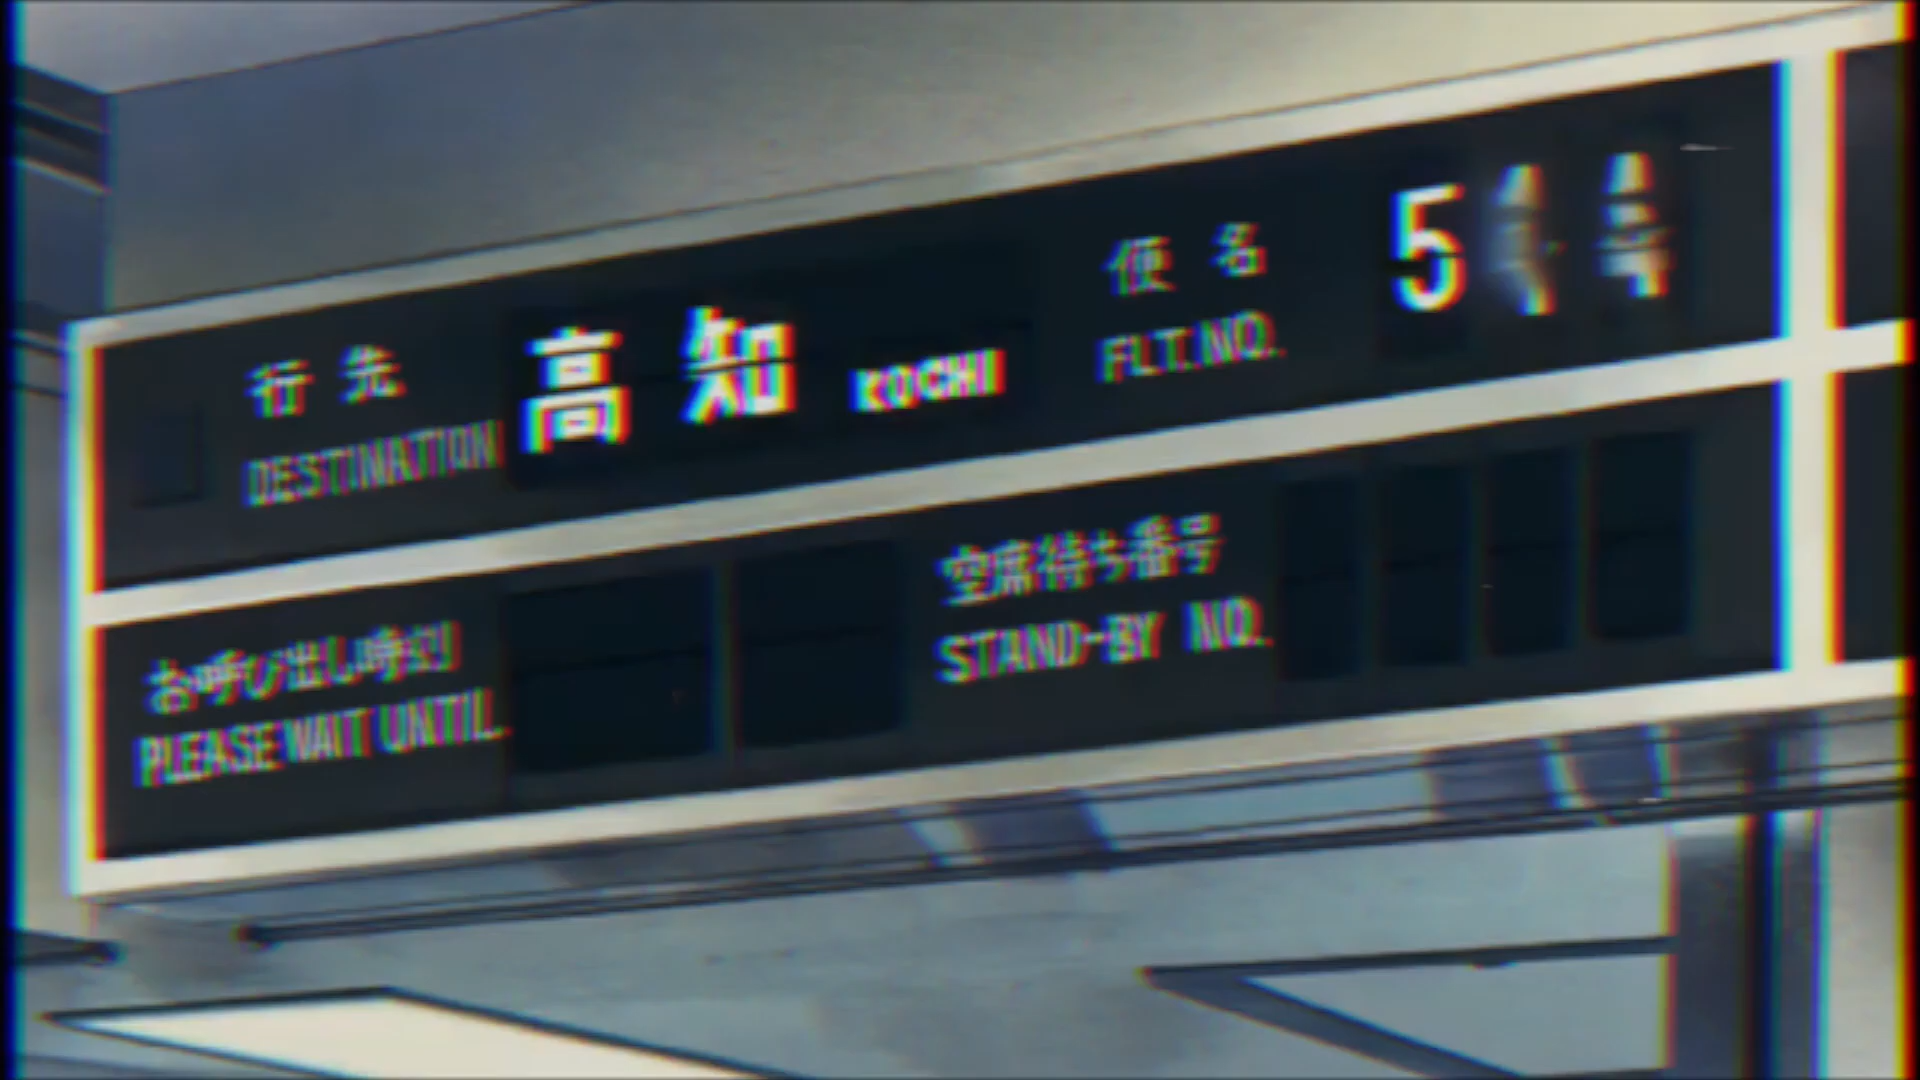 行先
DESTINATION
高知 KOCHI
便名
FLT.NO.
5
お呼び出し時刻
PLEASE WAIT UNTIL
空席待ち番号
STAND-BY NO.